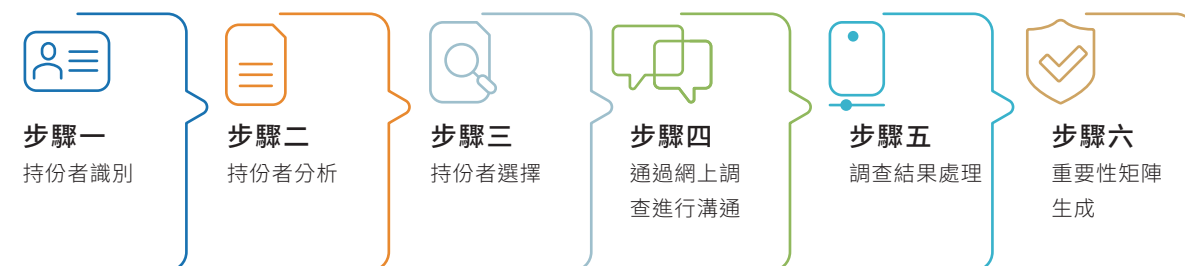 步驟一
持份者識別
步驟二
持份者分析
步驟三
持份者選擇
步驟四
通過網上調
查進行溝通
步驟五
調查結果處理
步驟六
重要性矩陣
生成